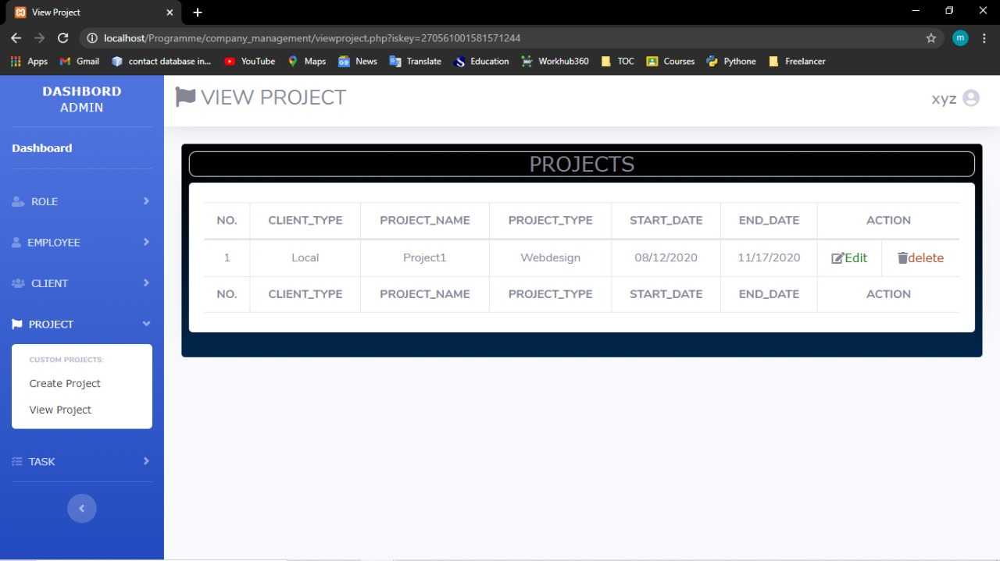 View Project
localhost/Programme/company_management/viewproject.php?iskey=270561001581571244
m
Apps Gmail contact database in... YouTube Maps News Translate Education Workhub360 TOC Courses Pythone Freelancer
DASHBORD
ADMIN
Dashboard
ROLE
EMPLOYEE
CLIENT
PROJECT
CUSTOM PROJECTS:
Create Project
View Project
TASK
VIEW PROJECT
xyz
PROJECTS
NO. CLIENT_TYPE PROJECT_NAME PROJECT_TYPE START_DATE END_DATE ACTION
1 Local Project1 Webdesign 08/12/2020 11/17/2020 Edit delete
NO. CLIENT_TYPE PROJECT_NAME PROJECT_TYPE START_DATE END_DATE ACTION